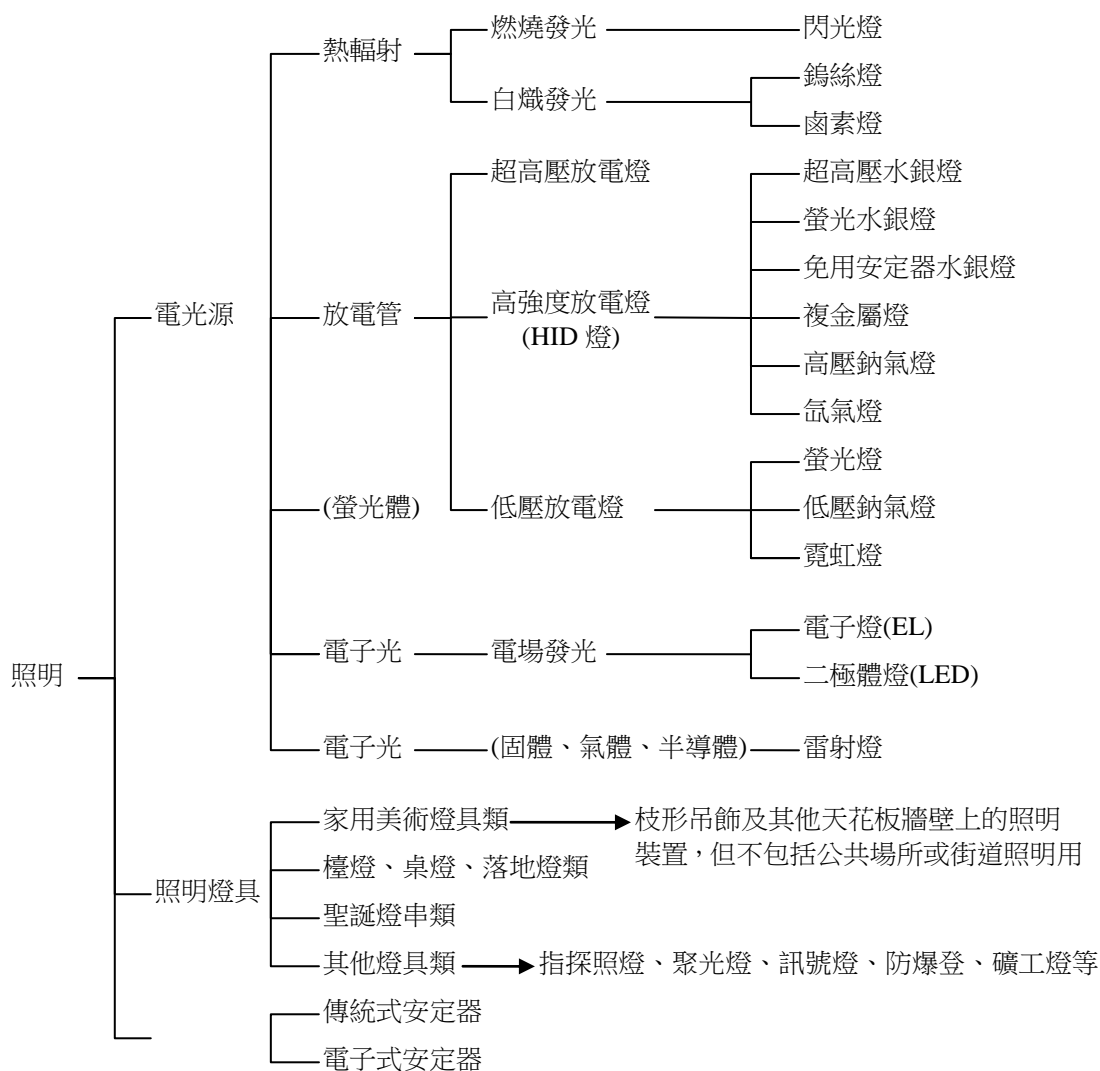 燃燒發光
閃光燈
熱輻射
鎢絲燈
白熾發光
鹵素燈
超高壓放電燈
超高壓水銀燈
螢光水銀燈
免用安定器水銀燈
電光源
放電管
高強度放電燈
(HID 燈)
複金屬燈
高壓鈉氣燈
氙氣燈
螢光燈
(螢光體)
低壓放電燈
低壓鈉氣燈
霓虹燈
電子燈(EL)
電子光
電場發光
照明
二極體燈(LED)
電子光
(固體、氣體、半導體)
雷射燈
家用美術燈具類
枝形吊飾及其他天花板牆壁上的照明
裝置，但不包括公共場所或街道照明用
檯燈、桌燈、落地燈類
照明燈具
聖誕燈串類
其他燈具類
指探照燈、聚光燈、訊號燈、防爆登、礦工燈等
傳統式安定器
電子式安定器